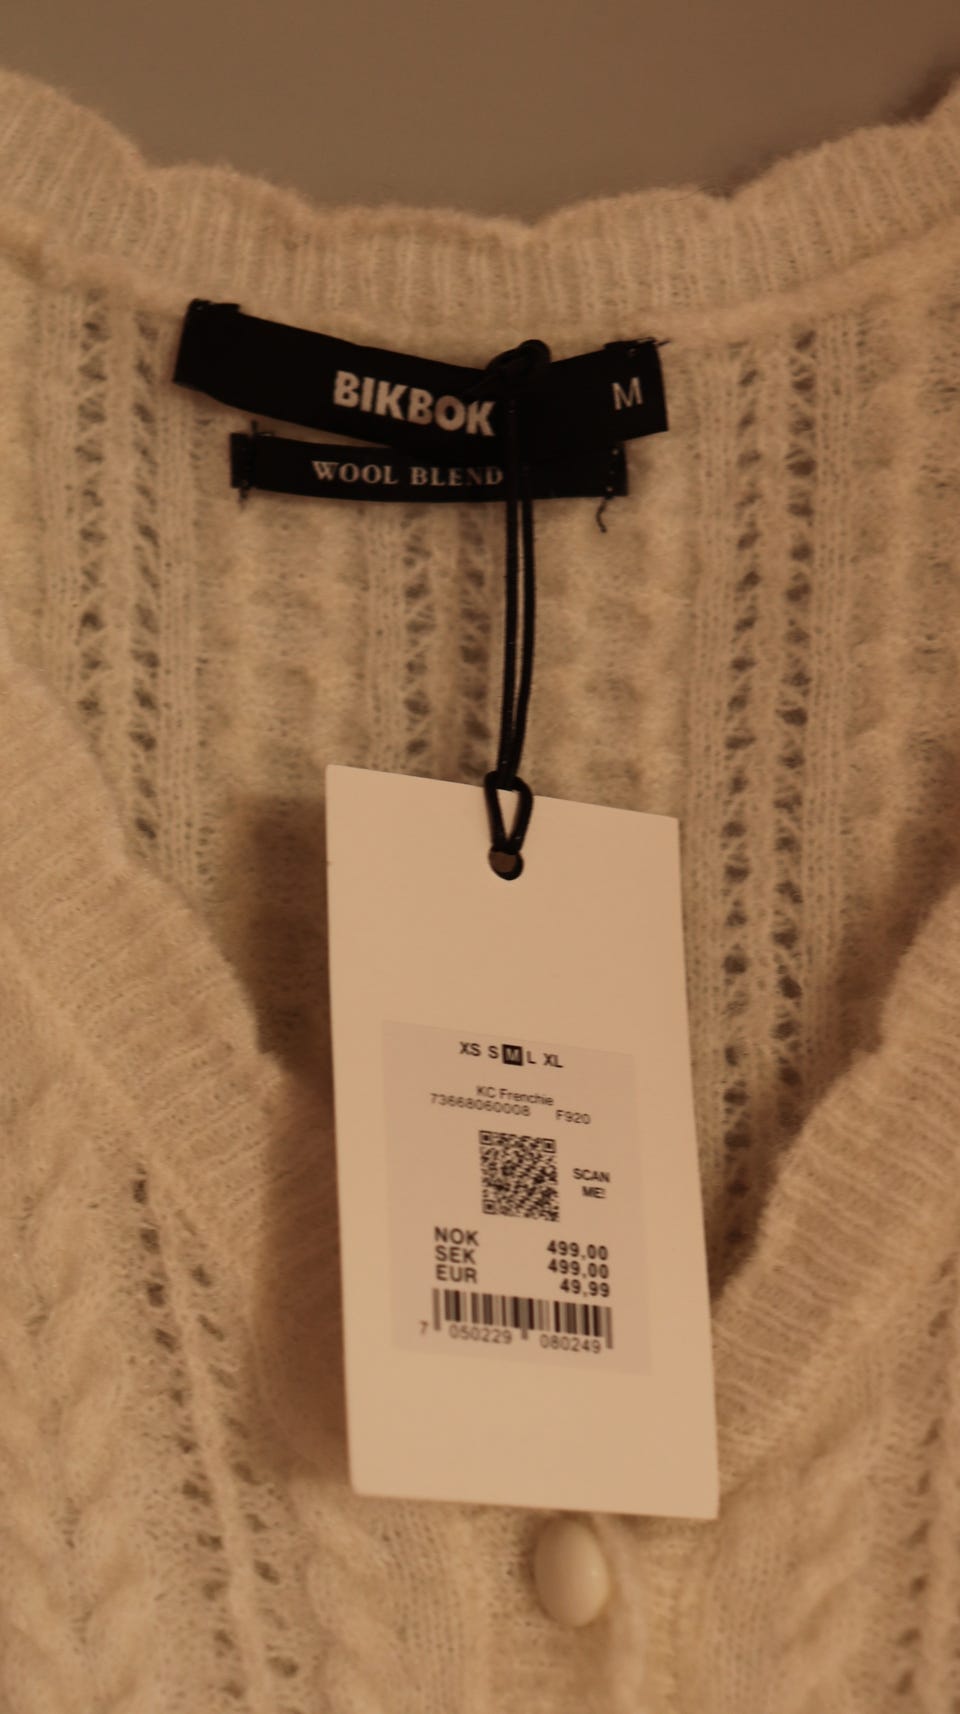 BIKBOK M
WOOL BLEND
XS S M L XL
KC Frenchie
73668060008 F920
SCAN
ME!
NOK 499,00
SEK 499,00
EUR 49,99
7 050229 080249